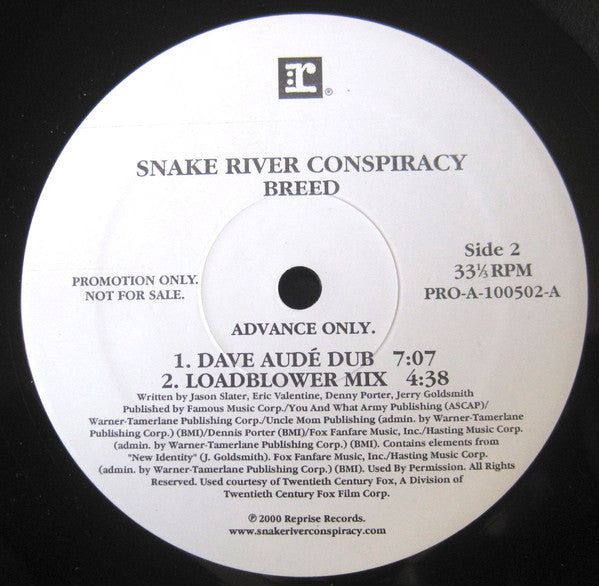 r ®
SNAKE RIVER CONSPIRACY
BREED
Side 2
33⅓ RPM
PRO-A-100502-A
PROMOTION ONLY.
NOT FOR SALE.
ADVANCE ONLY.
1. DAVE AUDÉ DUB 7:07
2. LOADBLOWER MIX 4:38
Written by Jason Slater, Eric Valentine, Denny Porter, Jerry Goldsmith
Published by Famous Music Corp./You And What Army Publishing (ASCAP)/
Warner-Tamerlane Publishing Corp./Uncle Mom Publishing (admin. by Warner-Tamerlane
Publishing Corp.) (BMI)/Dennis Porter (BMI)/Fox Fanfare Music, Inc./Hasting Music Corp.
(admin. by Warner-Tamerlane Publishing Corp.) (BMI). Contains elements from
"New Identity" (J. Goldsmith). Fox Fanfare Music, Inc./Hasting Music Corp.
(admin. by Warner-Tamerlane Publishing Corp.) (BMI). Used By Permission. All Rights
Reserved. Used courtesy of Twentieth Century Fox, A Division of
Twentieth Century Fox Film Corp.
℗ 2000 Reprise Records.
www.snakeriverconspiracy.com